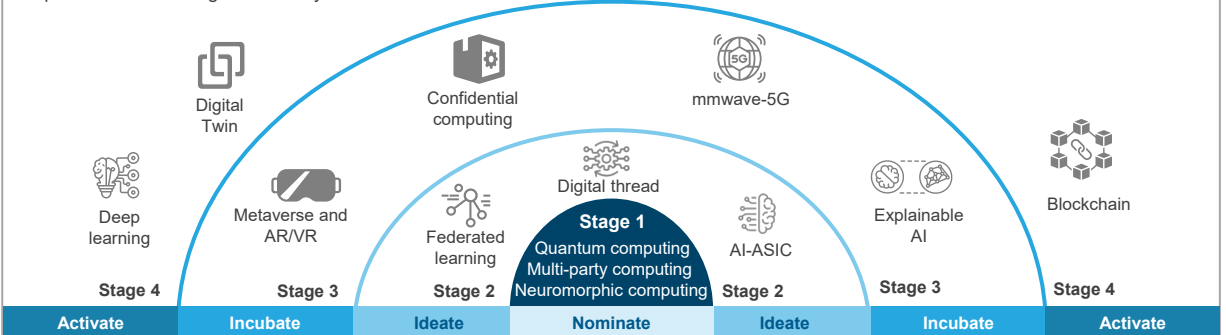 Digital
Twin
Confidential
computing
5G
mmwave-5G
Deep
learning
Metaverse and
AR/VR
Federated
learning
Digital thread
AI-ASIC
Explainable
AI
Blockchain
Stage 1
Quantum computing
Multi-party computing
Neuromorphic computing
Stage 4
Stage 3
Stage 2
Stage 2
Stage 3
Stage 4
Activate
Incubate
Ideate
Nominate
Ideate
Incubate
Activate